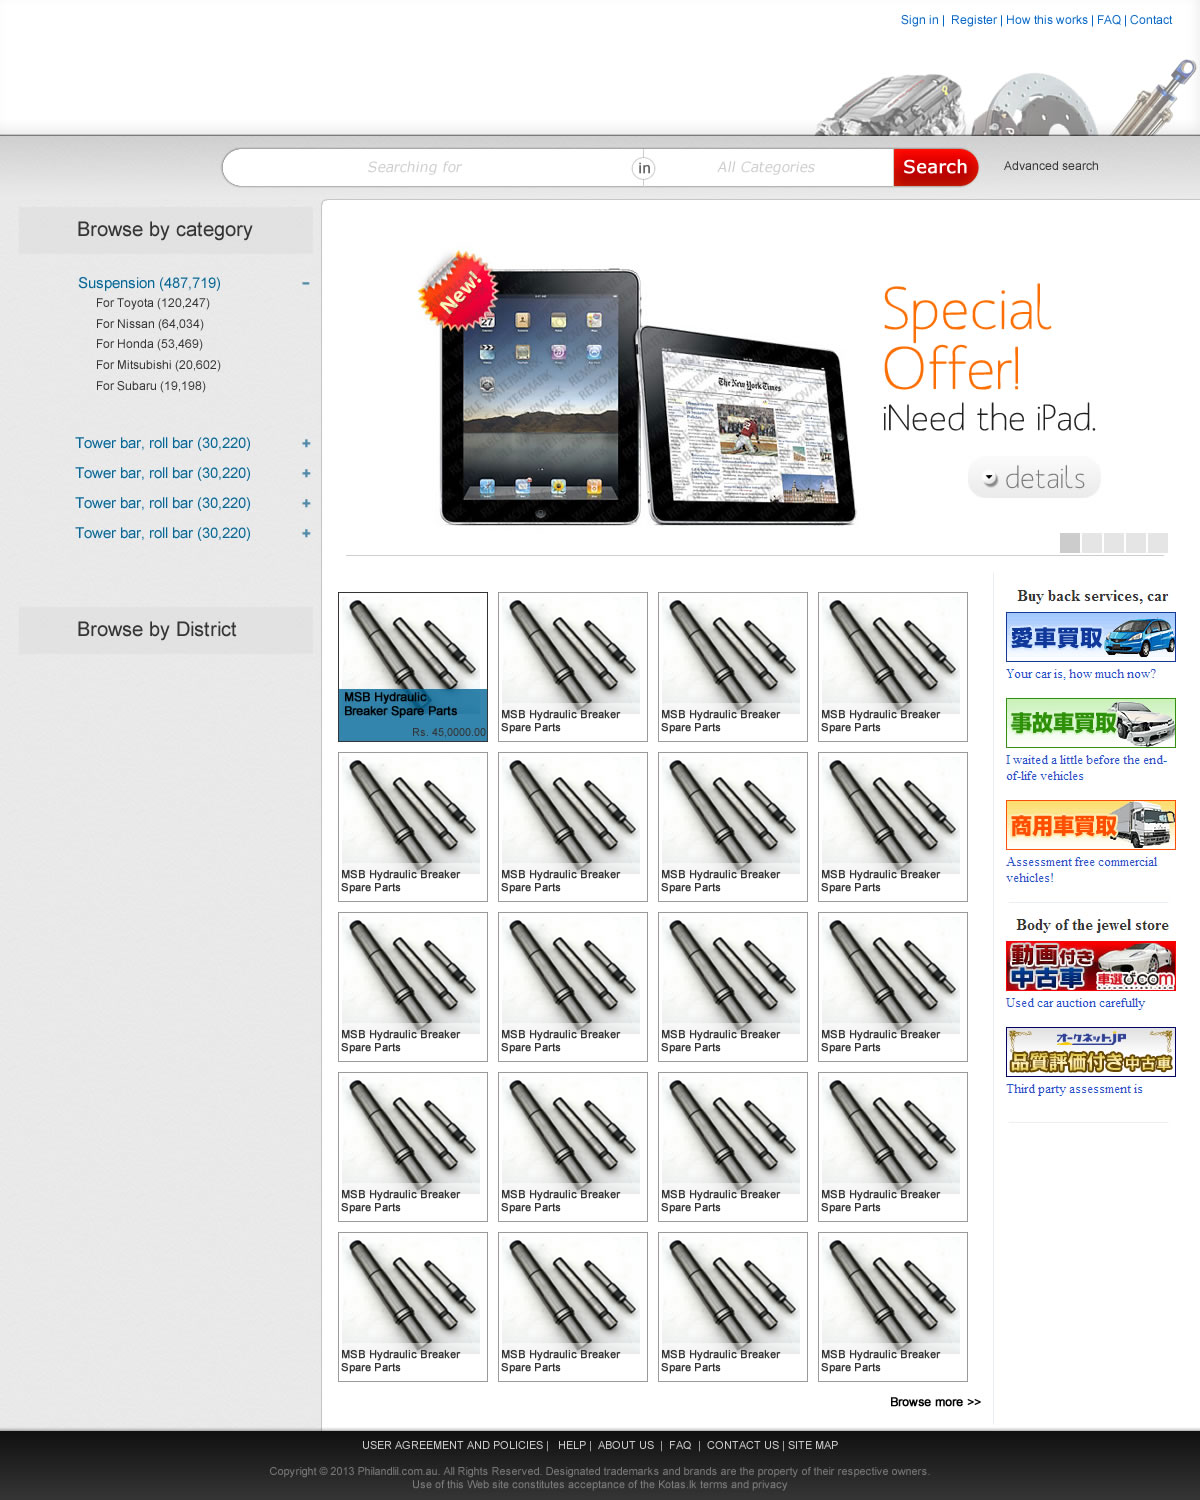 Sign in | Register | How this works | FAQ | Contact
Searching for
in
All Categories
Search
Advanced search
Browse by category
Suspension (487,719)
For Toyota (120,247)
For Nissan (64,034)
For Honda (53,469)
For Mitsubishi (20,602)
For Subaru (19,198)
Tower bar, roll bar (30,220)
Tower bar, roll bar (30,220)
Tower bar, roll bar (30,220)
Tower bar, roll bar (30,220)
Browse by District
New!
27
The New York Times
Special
Offer!
iNeed the iPad.
details
MSB Hydraulic
Breaker Spare Parts
Rs. 45,0000.00
MSB Hydraulic Breaker
Spare Parts
MSB Hydraulic Breaker
Spare Parts
MSB Hydraulic Breaker
Spare Parts
MSB Hydraulic Breaker
Spare Parts
MSB Hydraulic Breaker
Spare Parts
MSB Hydraulic Breaker
Spare Parts
MSB Hydraulic Breaker
Spare Parts
MSB Hydraulic Breaker
Spare Parts
MSB Hydraulic Breaker
Spare Parts
MSB Hydraulic Breaker
Spare Parts
MSB Hydraulic Breaker
Spare Parts
MSB Hydraulic Breaker
Spare Parts
MSB Hydraulic Breaker
Spare Parts
MSB Hydraulic Breaker
Spare Parts
MSB Hydraulic Breaker
Spare Parts
MSB Hydraulic Breaker
Spare Parts
MSB Hydraulic Breaker
Spare Parts
MSB Hydraulic Breaker
Spare Parts
MSB Hydraulic Breaker
Spare Parts
Browse more >>
Buy back services, car
愛車買取
Your car is, how much now?
事故車買取
I waited a little before the end-
of-life vehicles
商用車買取
Assessment free commercial
vehicles!
Body of the jewel store
動画付き
中古車
車選び.com
Used car auction carefully
オークネット.jp
品質評価付き中古車
Third party assessment is
USER AGREEMENT AND POLICIES | HELP | ABOUT US | FAQ | CONTACT US | SITE MAP
Copyright © 2013 Philandlil.com.au. All Rights Reserved. Designated trademarks and brands are the property of their respective owners.
Use of this Web site constitutes acceptance of the Kotas.lk terms and privacy